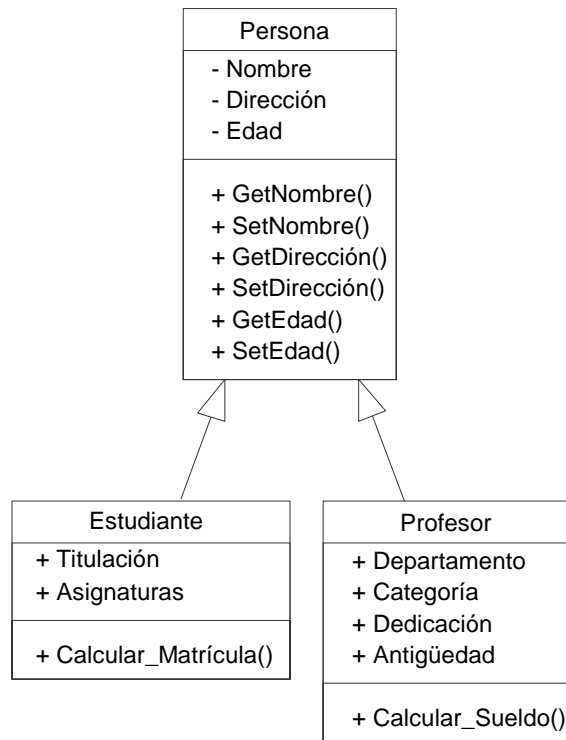 Persona
- Nombre
- Dirección
- Edad
+ GetNombre()
+ SetNombre()
+ GetDirección()
+ SetDirección()
+ GetEdad()
+ SetEdad()
Estudiante
+ Titulación
+ Asignaturas
+ Calcular_Matrícula()
Profesor
+ Departamento
+ Categoría
+ Dedicación
+ Antigüedad
+ Calcular_Sueldo()